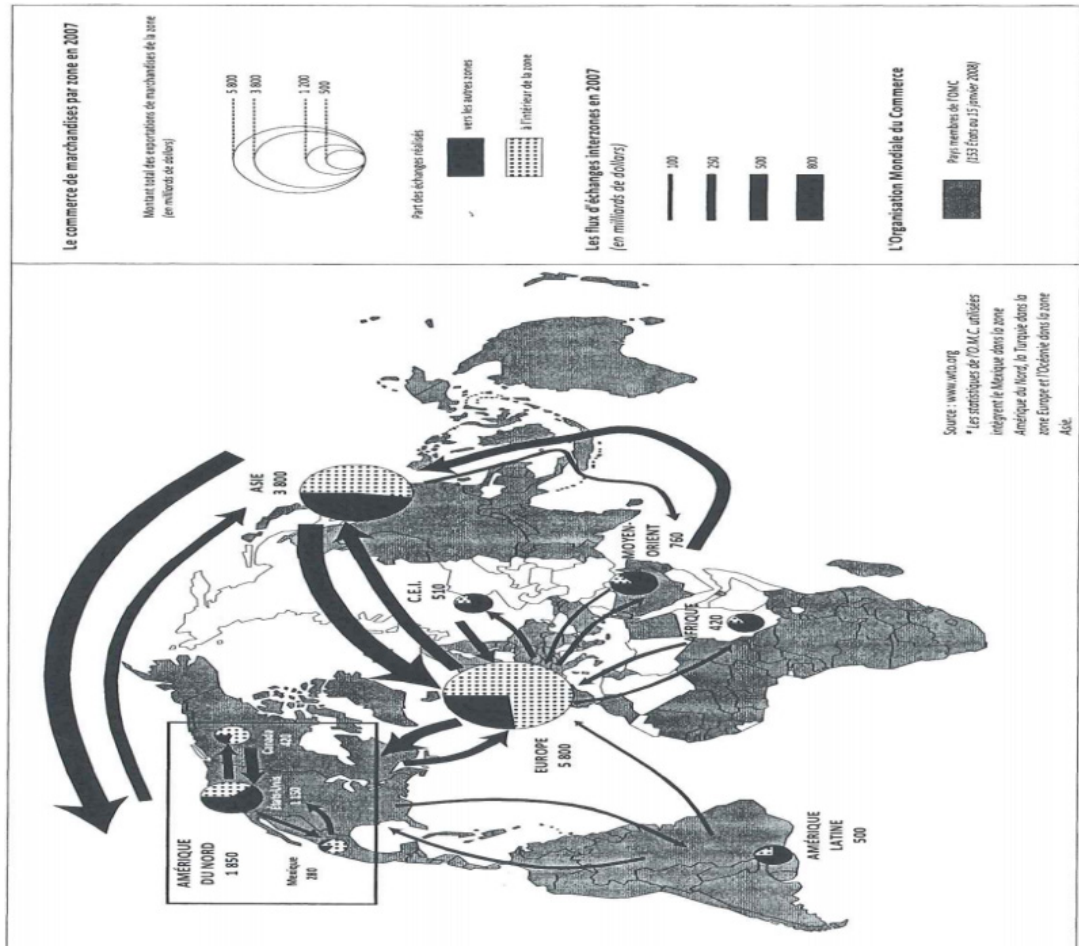 Le commerce de marchandises par zone en 2007
Montant total des exportations de marchandises de la zone
(en milliards de dollars)
5 800
3 800
1 200
500
Part des échanges réalisés
vers les autres zones
à l'intérieur de la zone
Les flux d'échanges interzones en 2007
(en milliards de dollars)
100
250
500
800
L'Organisation Mondiale du Commerce
Pays membres de l'OMC
(153 États au 15 janvier 2008)
AMÉRIQUE
DU NORD
1 850
Canada
420
États-Unis
1 150
Mexique
280
ASIE
3 800
C.E.I.
510
EUROPE
5 800
MOYEN-
ORIENT
760
AFRIQUE
420
AMÉRIQUE
LATINE
500
Source : www.wto.org
* Les statistiques de l'O.M.C. utilisées
intègrent le Mexique dans la zone
Amérique du Nord, la Turquie dans la
zone Europe et l'Océanie dans la zone
Asie.